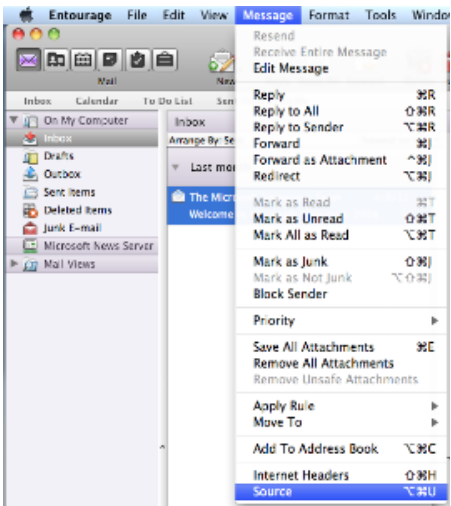 Entourage File Edit View Message Format Tools Windo
Mail
New
Inbox Calendar To Do List Sen
On My Computer
Inbox
Drafts
Outbox
Sent Items
Deleted Items
Junk E-mail
Microsoft News Server
Mail Views
Inbox
Arrange By: Se
Last mo
The Micr
Welcome
Resend
Receive Entire Message
Edit Message
Reply ⌘R
Reply to All ⇧⌘R
Reply to Sender ⌥⌘R
Forward ⌘J
Forward as Attachment ^⌘J
Redirect ⌥⌘J
Mark as Read ⌘T
Mark as Unread ⇧⌘T
Mark All as Read ⌥⌘T
Mark as Junk ⇧⌘J
Mark as Not Junk ⌥⇧⌘J
Block Sender
Priority
Save All Attachments ⌘E
Remove All Attachments
Remove Unsafe Attachments
Apply Rule
Move To
Add To Address Book ⌥⌘C
Internet Headers ⇧⌘H
Source ⌥⌘U